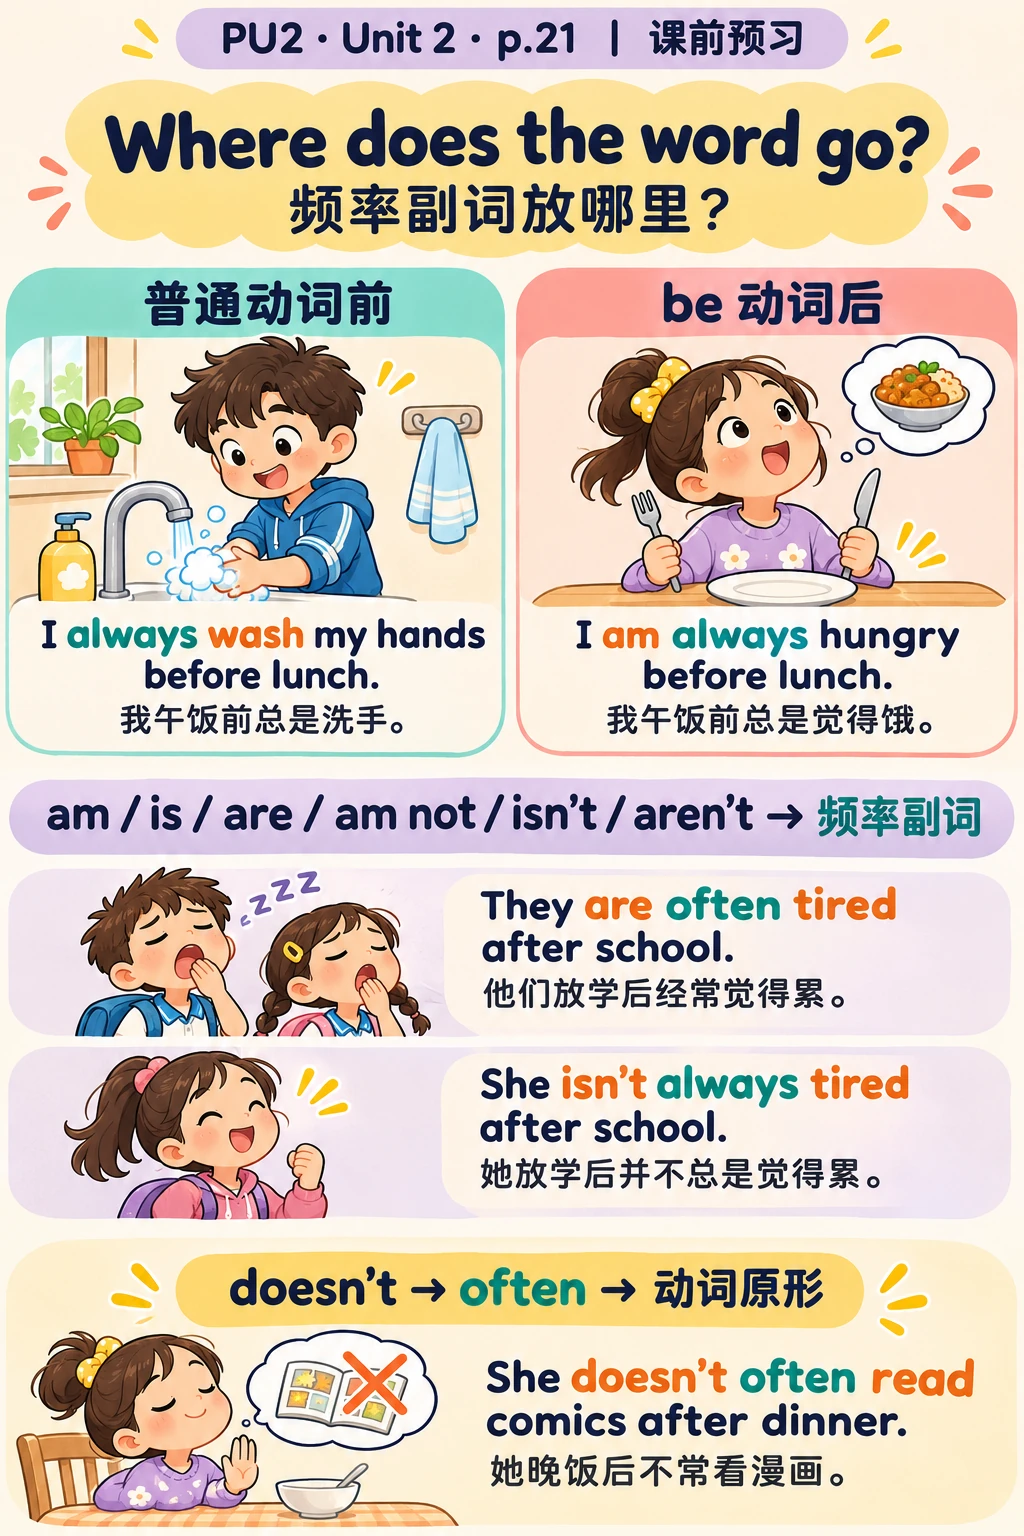 PU2 · Unit 2 · p.21 | 课前预习
Where does the word go?
频率副词放哪里？
普通动词前
I always wash my hands
before lunch.
我午饭前总是洗手。
be 动词后
I am always hungry
before lunch.
我午饭前总是觉得饿。
am / is / are / am not / isn't / aren't → 频率副词
zzzz
They are often tired
after school.
他们放学后经常觉得累。
She isn't always tired
after school.
她放学后并不总是觉得累。
doesn't → often → 动词原形
She doesn't often read
comics after dinner.
她晚饭后不常看漫画。